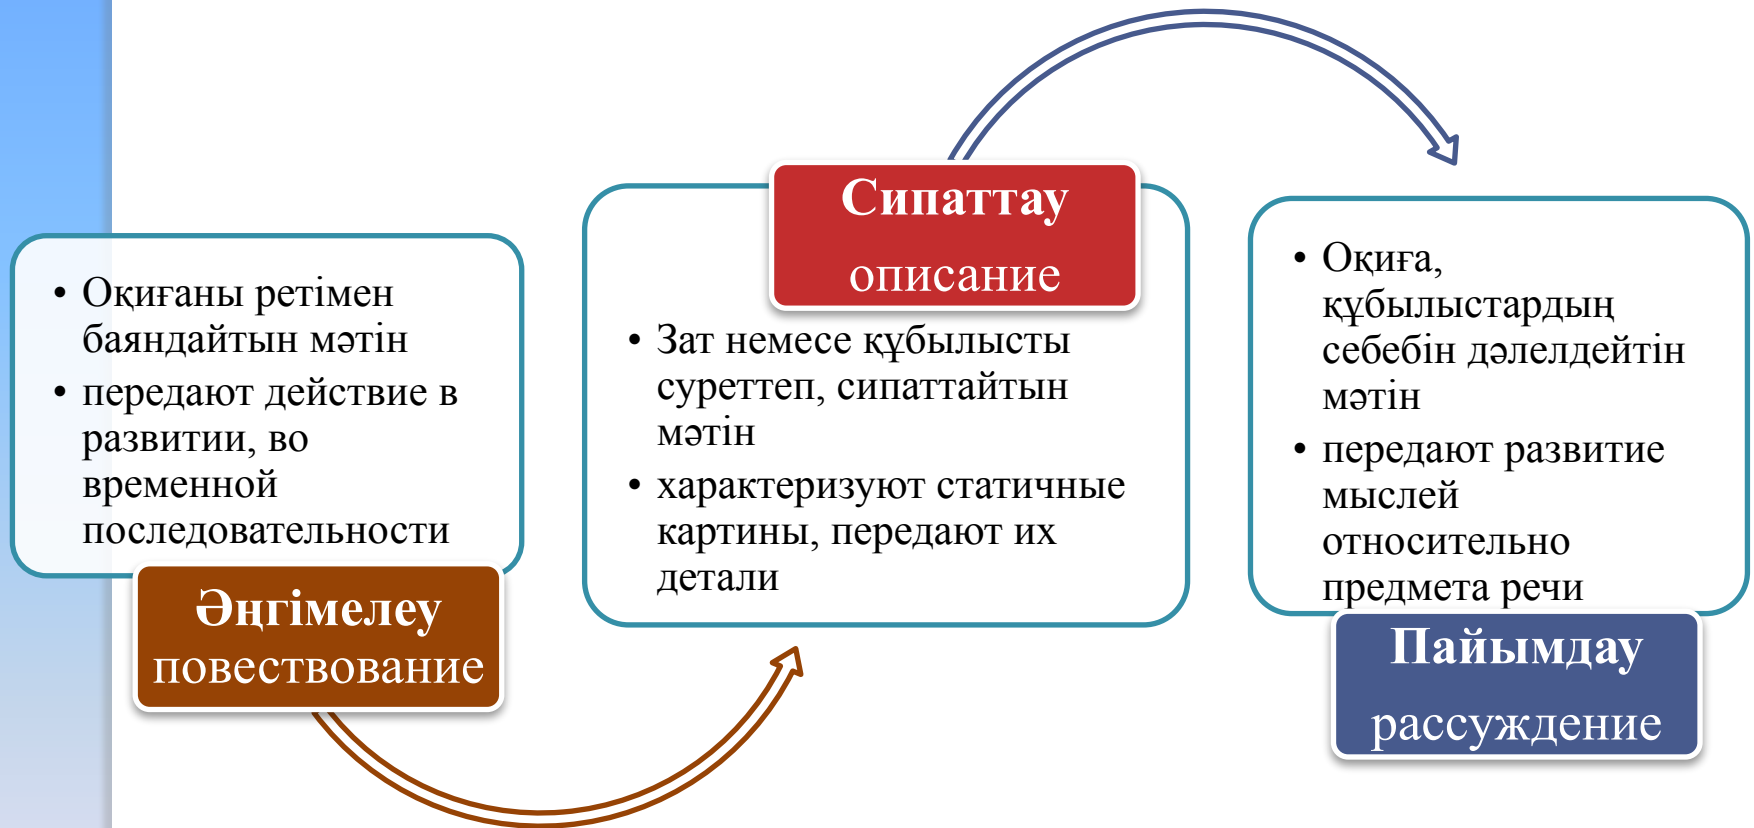 • Оқиғаны ретімен
баяндайтын мәтін
• передают действие в
развитии, во
временной
последовательности
Әңгімелеу
повествование
Сипаттау
описание
• Зат немесе құбылысты
суреттеп, сипаттайтын
мәтін
• характеризуют статичные
картины, передают их
детали
• Оқиға,
құбылыстардың
себебін дәлелдейтін
мәтін
• передают развитие
мыслей
относительно
предмета речи
Пайымдау
рассуждение